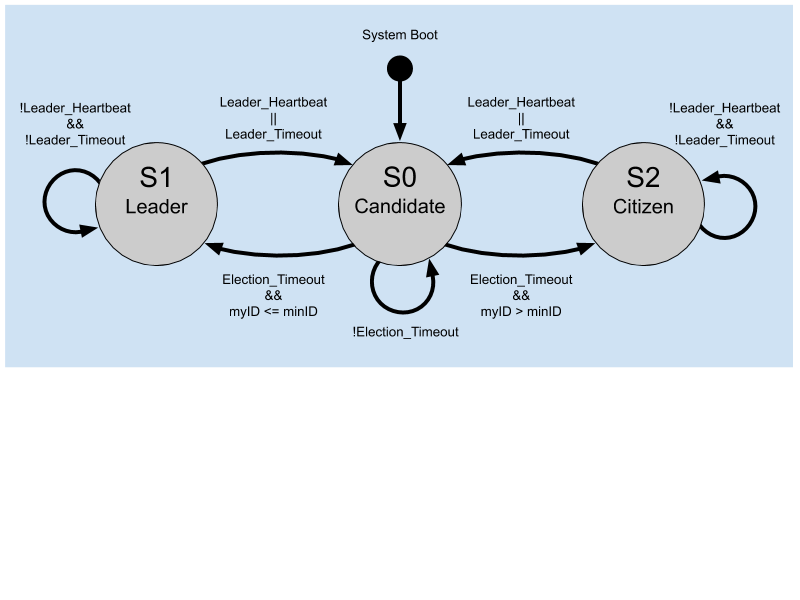 System Boot
!Leader_Heartbeat
&&
!Leader_Timeout
Leader_Heartbeat
||
Leader_Timeout
Leader_Heartbeat
||
Leader_Timeout
!Leader_Heartbeat
&&
!Leader_Timeout
S1
Leader
S0
Candidate
S2
Citizen
Election_Timeout
&&
myID <= minID
Election_Timeout
&&
myID > minID
!Election_Timeout